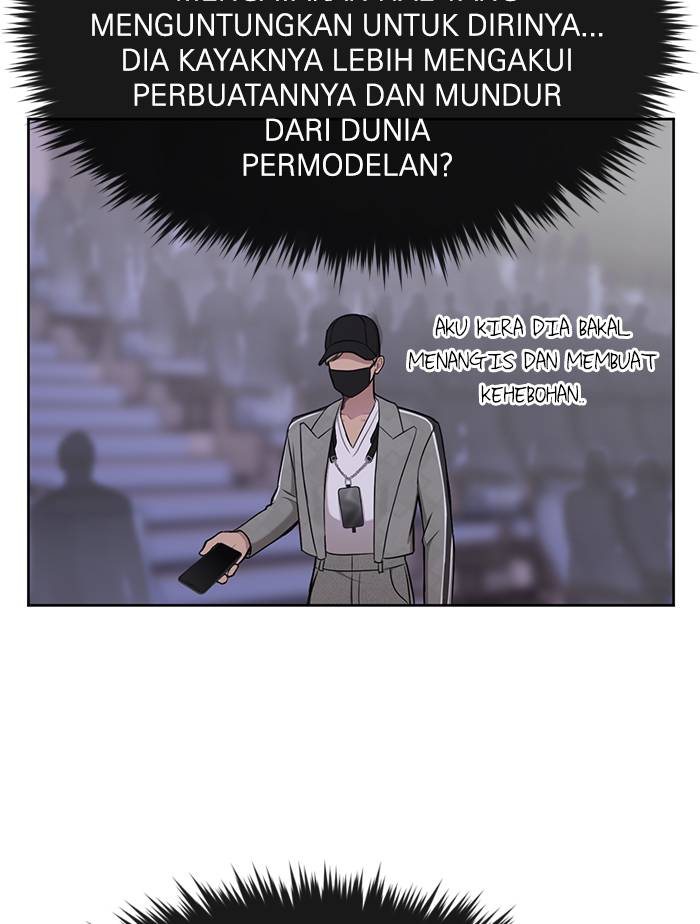 MENGUNTUNGKAN UNTUK DIRINYA...
DIA KAYAKNYA LEBIH MENGAKUI
PERBUATANNYA DAN MUNDUR
DARI DUNIA
PERMODELAN?
AKU KIRA DIA BAKAL
MENANGIS DAN MEMBUAT
KEHEBOHAN..